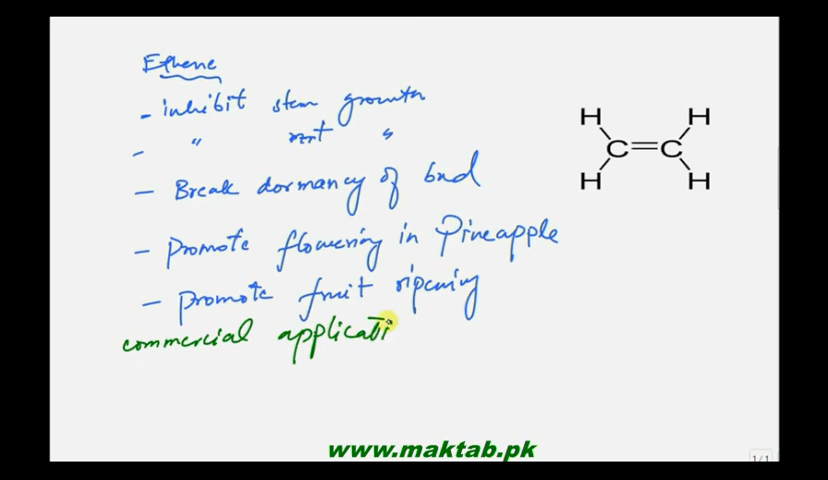 Ethene
- inhibit stem growth
- " root "
- Break dormancy of bud
- promote flowering in Pineapple
- promote fruit ripening
commercial applicati
H H
C=C
H H
www.maktab.pk
1/1